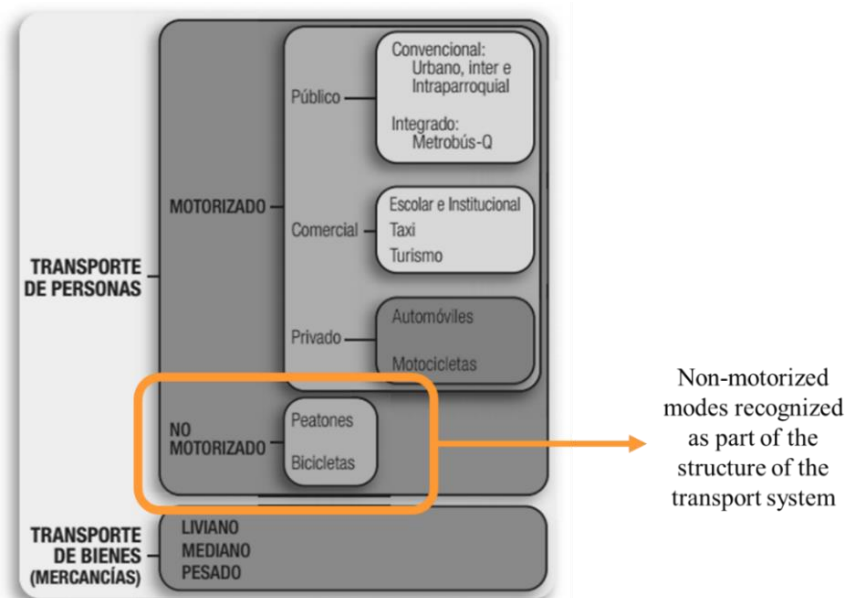 Convencional:
Urbano, inter e
Intraparroquial
Público
Integrado:
Metrobús-Q
MOTORIZADO
Escolar e Institucional
Comercial
Taxi
Turismo
TRANSPORTE
DE PERSONAS
Automóviles
Privado
Motocicletas
NO
MOTORIZADO
Peatones
Bicicletas
Non-motorized
modes recognized
as part of the
structure of the
transport system
TRANSPORTE
DE BIENES
(MERCANCÍAS)
LIVIANO
MEDIANO
PESADO